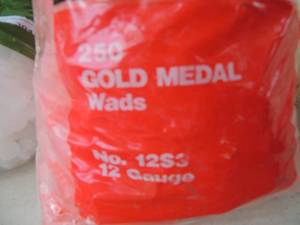 250
GOLD MEDAL
Wads
No. 12S3
12 Gauge